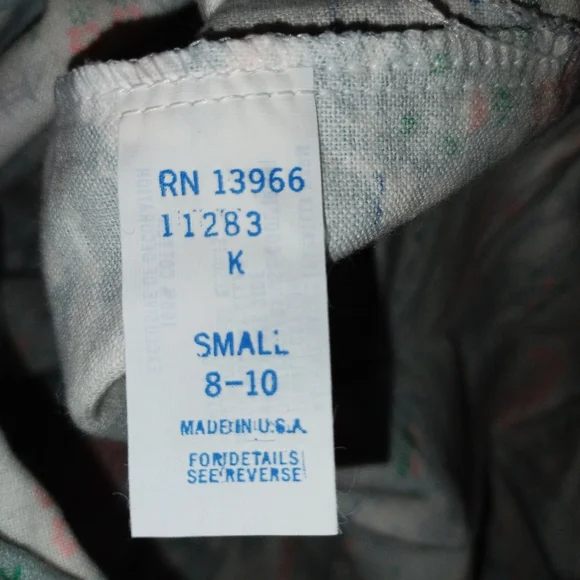 RN 13966
11283
K
SMALL
8-10
MADE IN U.S.A.
FOR DETAILS
SEE REVERSE